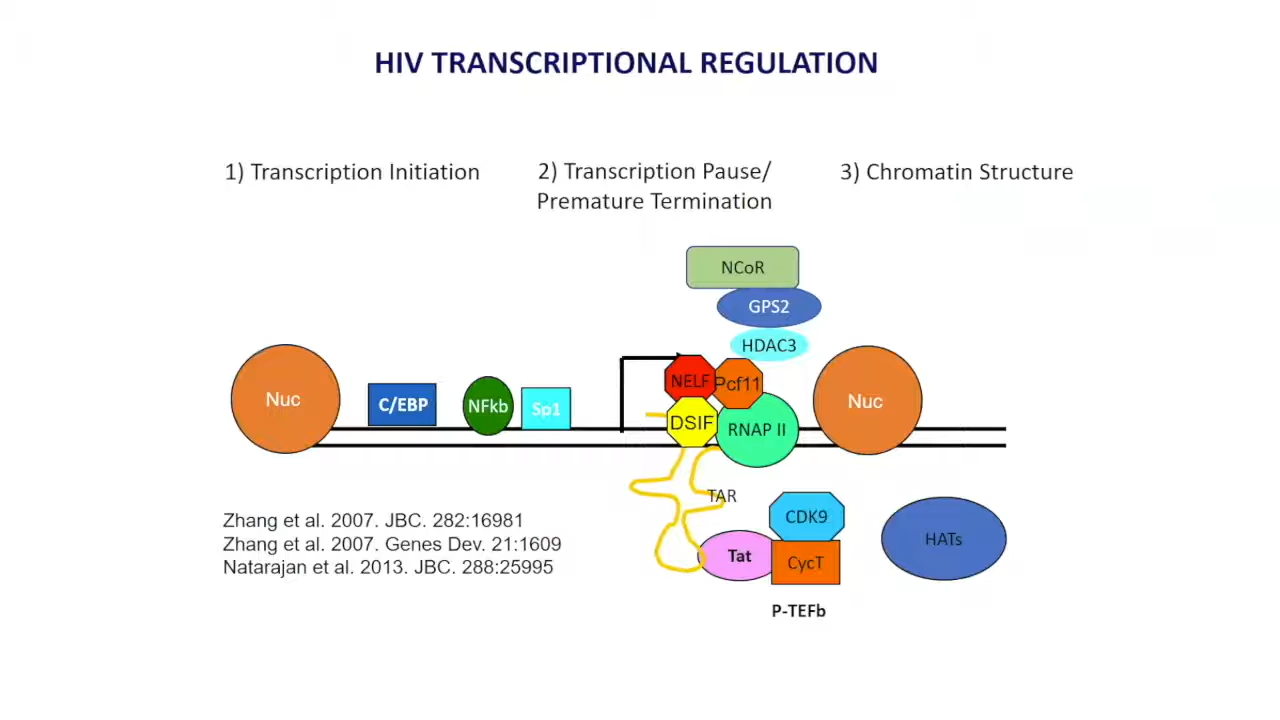 HIV TRANSCRIPTIONAL REGULATION
1) Transcription Initiation
2) Transcription Pause/
Premature Termination
3) Chromatin Structure
NCoR
GPS2
HDAC3
Nuc
C/EBP
NFkb
Sp1
NELF
Pcf11
DSIF
RNAP II
Nuc
TAR
CDK9
Tat
CycT
HATs
P-TEFb
Zhang et al. 2007. JBC. 282:16981
Zhang et al. 2007. Genes Dev. 21:1609
Natarajan et al. 2013. JBC. 288:25995